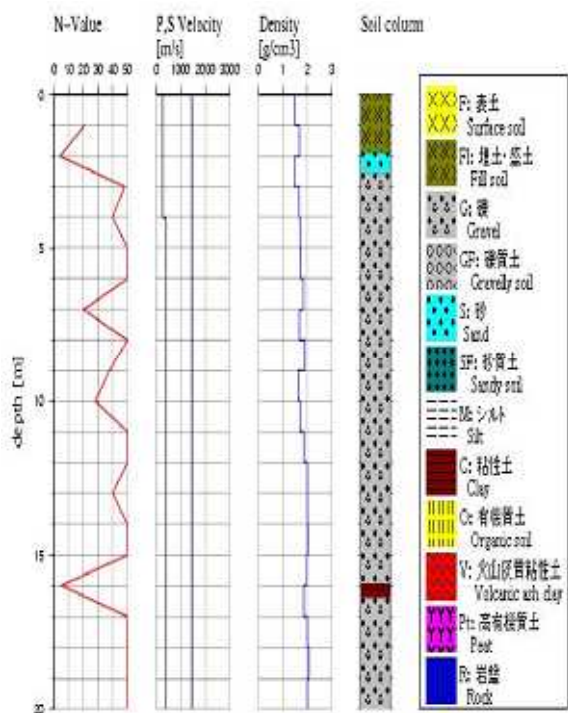 N-Value
P,S Velocity
[m/s]
Density
[g/cm3]
Soil column
0 10 20 30 40 50
0 1000 2000 3000
0 1 2 3
0
5
10
15
20
depth [m]
F: 表土
Surface soil
Fl: 埋土・盛土
Fill soil
G: 礫
Gravel
GF: 礫質土
Gravelly soil
S: 砂
Sand
SF: 砂質土
Sandy soil
M: シルト
Silt
C: 粘性土
Clay
O: 有機質土
Organic soil
V: 火山灰質粘性土
Volcanic ash clay
Pt: 高有機質土
Peat
R: 岩盤
Rock